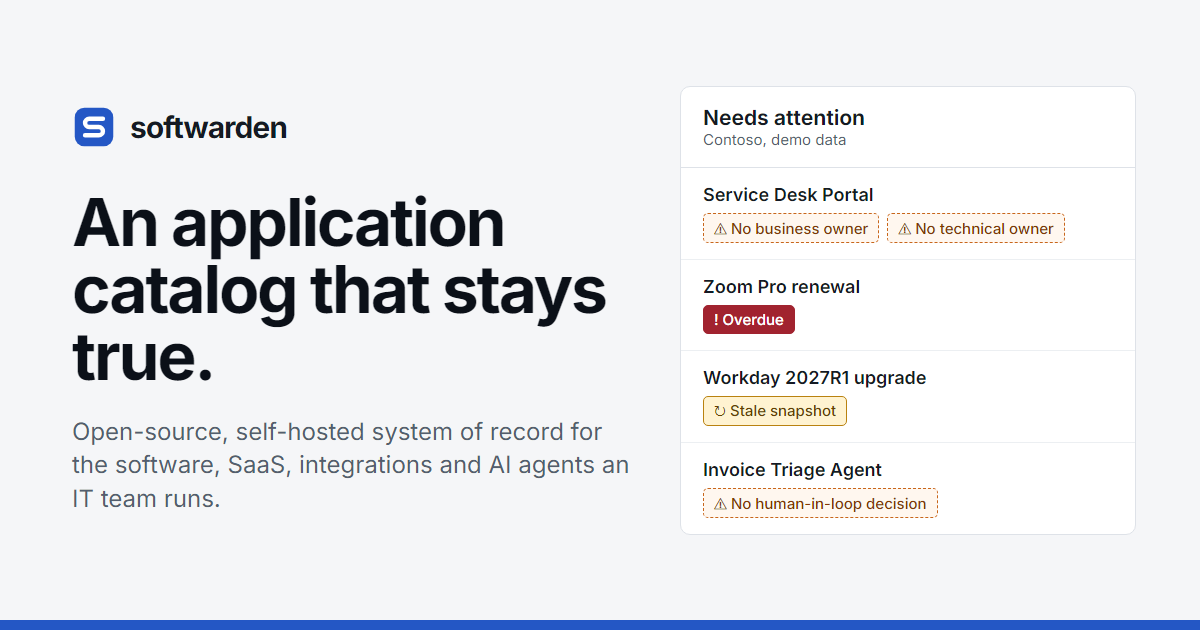 softwarden
An application
catalog that stays
true.
Open-source, self-hosted system of record for
the software, SaaS, integrations and AI agents an
IT team runs.
Needs attention
Contoso, demo data
Service Desk Portal
⚠ No business owner ⚠ No technical owner
Zoom Pro renewal
! Overdue
Workday 2027R1 upgrade
↻ Stale snapshot
Invoice Triage Agent
⚠ No human-in-loop decision